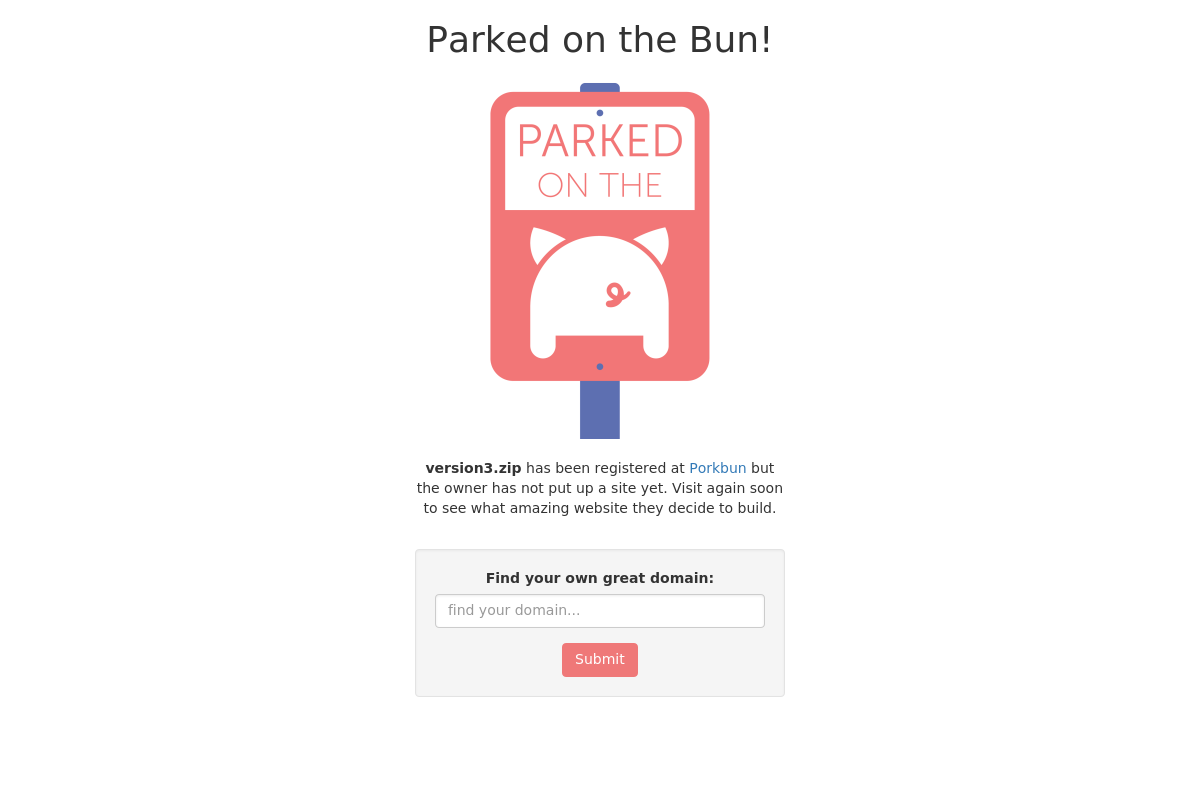 Parked on the Bun!
PARKED
ON THE
version3.zip has been registered at Porkbun but
the owner has not put up a site yet. Visit again soon
to see what amazing website they decide to build.
Find your own great domain:
find your domain...
Submit